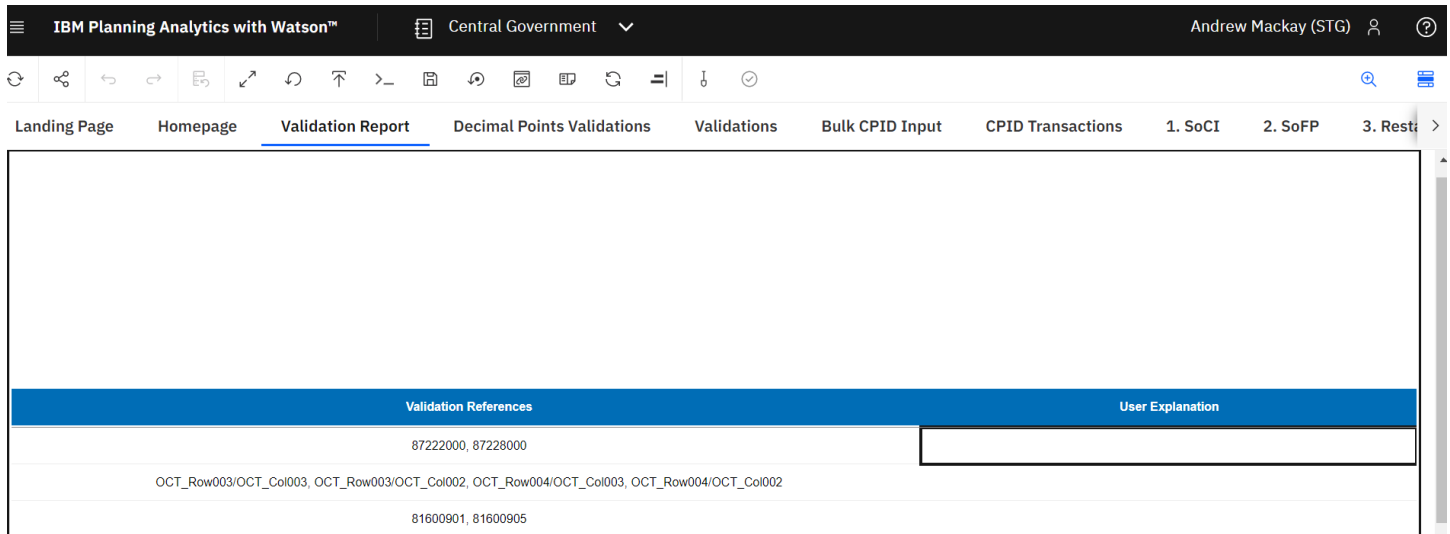 IBM Planning Analytics with Watson™ Central Government Andrew Mackay (STG)
Landing Page Homepage Validation Report Decimal Points Validations Validations Bulk CPID Input CPID Transactions 1. SoCI 2. SoFP 3. Resta
Validation References User Explanation
87222000, 87228000
OCT_Row003/OCT_Col003, OCT_Row003/OCT_Col002, OCT_Row004/OCT_Col003, OCT_Row004/OCT_Col002
81600901, 81600905